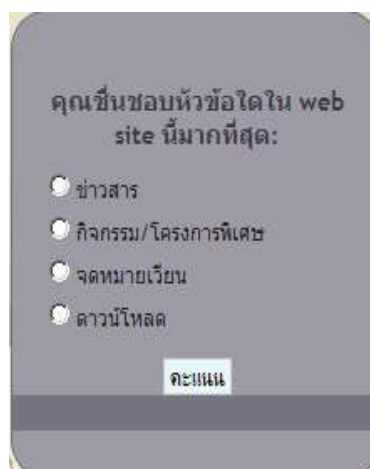 คุณชื่นชอบหัวข้อใดใน web
site นี้มากที่สุด:
ข่าวสาร
กิจกรรม/โครงการพิเศษ
จดหมายเวียน
ดาวน์โหลด
คะแนน